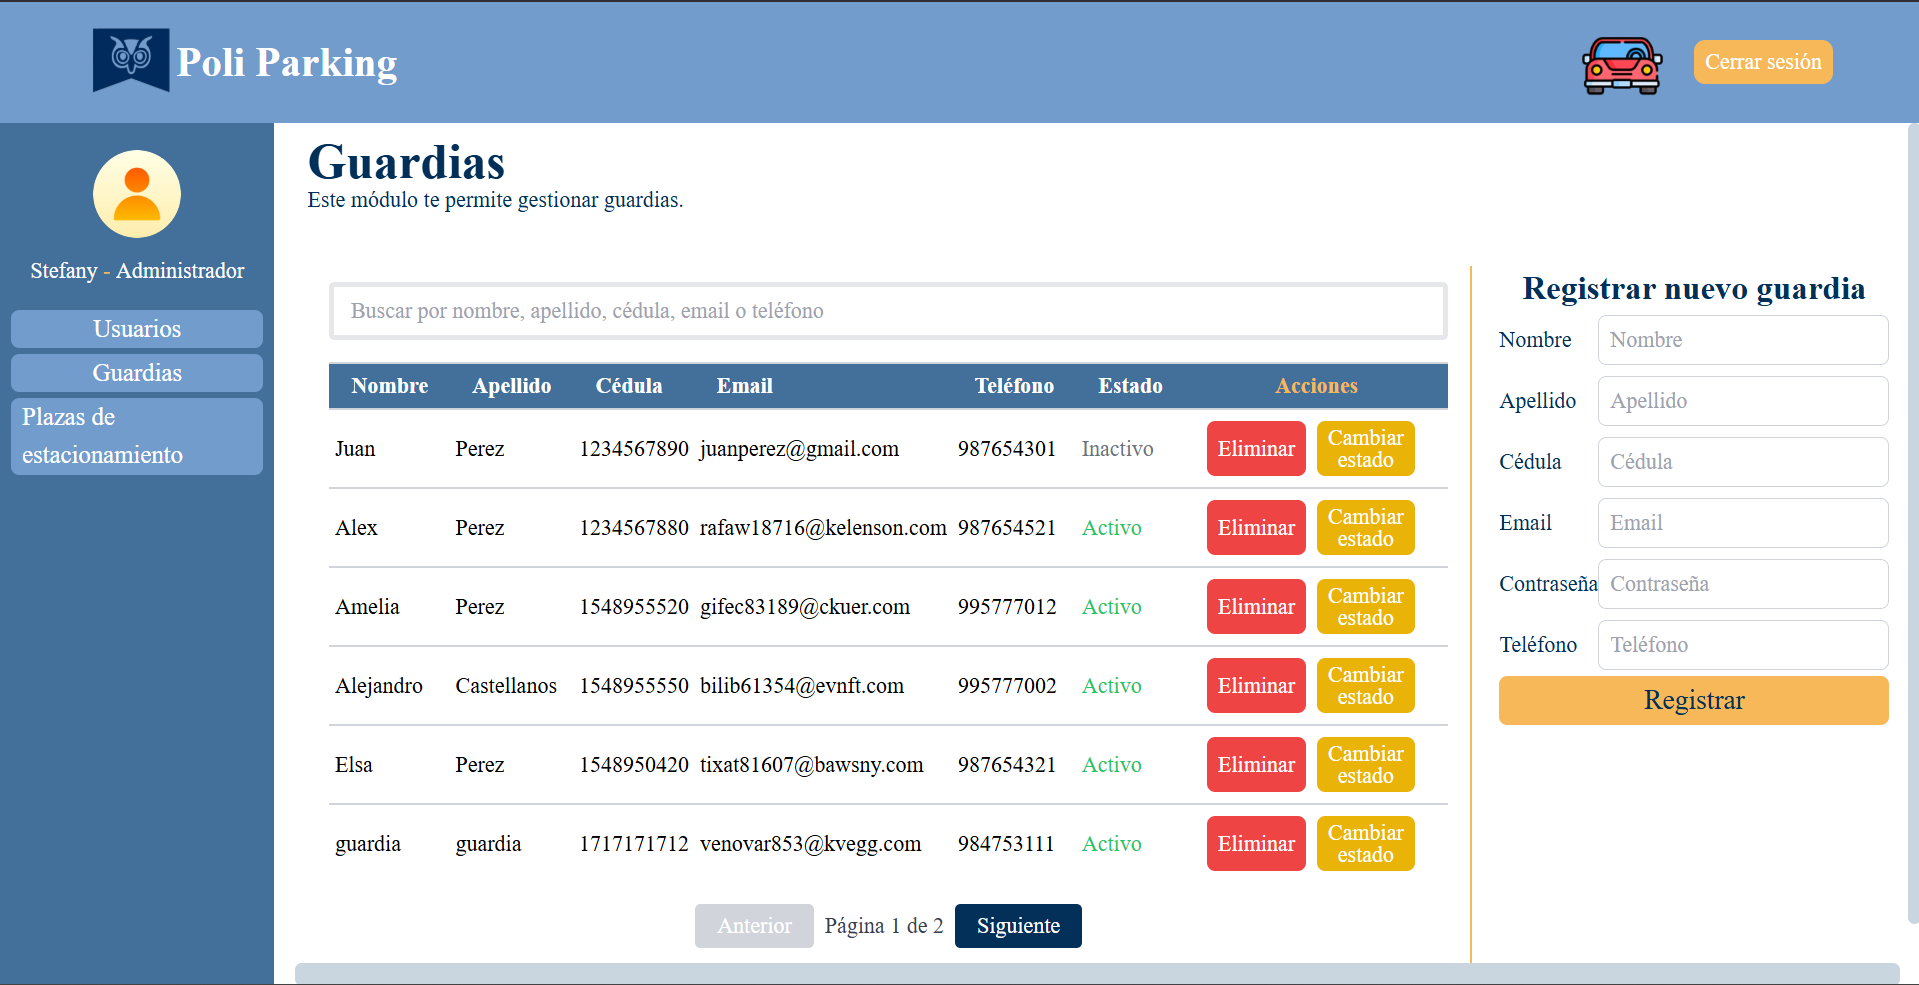 Poli Parking
Cerrar sesión
Stefany - Administrador
Usuarios
Guardias
Plazas de
estacionamiento
Guardias
Este módulo te permite gestionar guardias.
Buscar por nombre, apellido, cédula, email o teléfono
Nombre Apellido Cédula Email Teléfono Estado Acciones
Juan Perez 1234567890 juanperez@gmail.com 987654301 Inactivo Eliminar Cambiar estado
Alex Perez 1234567880 rafaw18716@kelenson.com 987654521 Activo Eliminar Cambiar estado
Amelia Perez 1548955520 gifec83189@ckuer.com 995777012 Activo Eliminar Cambiar estado
Alejandro Castellanos 1548955550 bilib61354@evnft.com 995777002 Activo Eliminar Cambiar estado
Elsa Perez 1548950420 tixat81607@bawsny.com 987654321 Activo Eliminar Cambiar estado
guardia guardia 1717171712 venovar853@kvegg.com 984753111 Activo Eliminar Cambiar estado
Anterior Página 1 de 2 Siguiente
Registrar nuevo guardia
Nombre Nombre
Apellido Apellido
Cédula Cédula
Email Email
Contraseña Contraseña
Teléfono Teléfono
Registrar